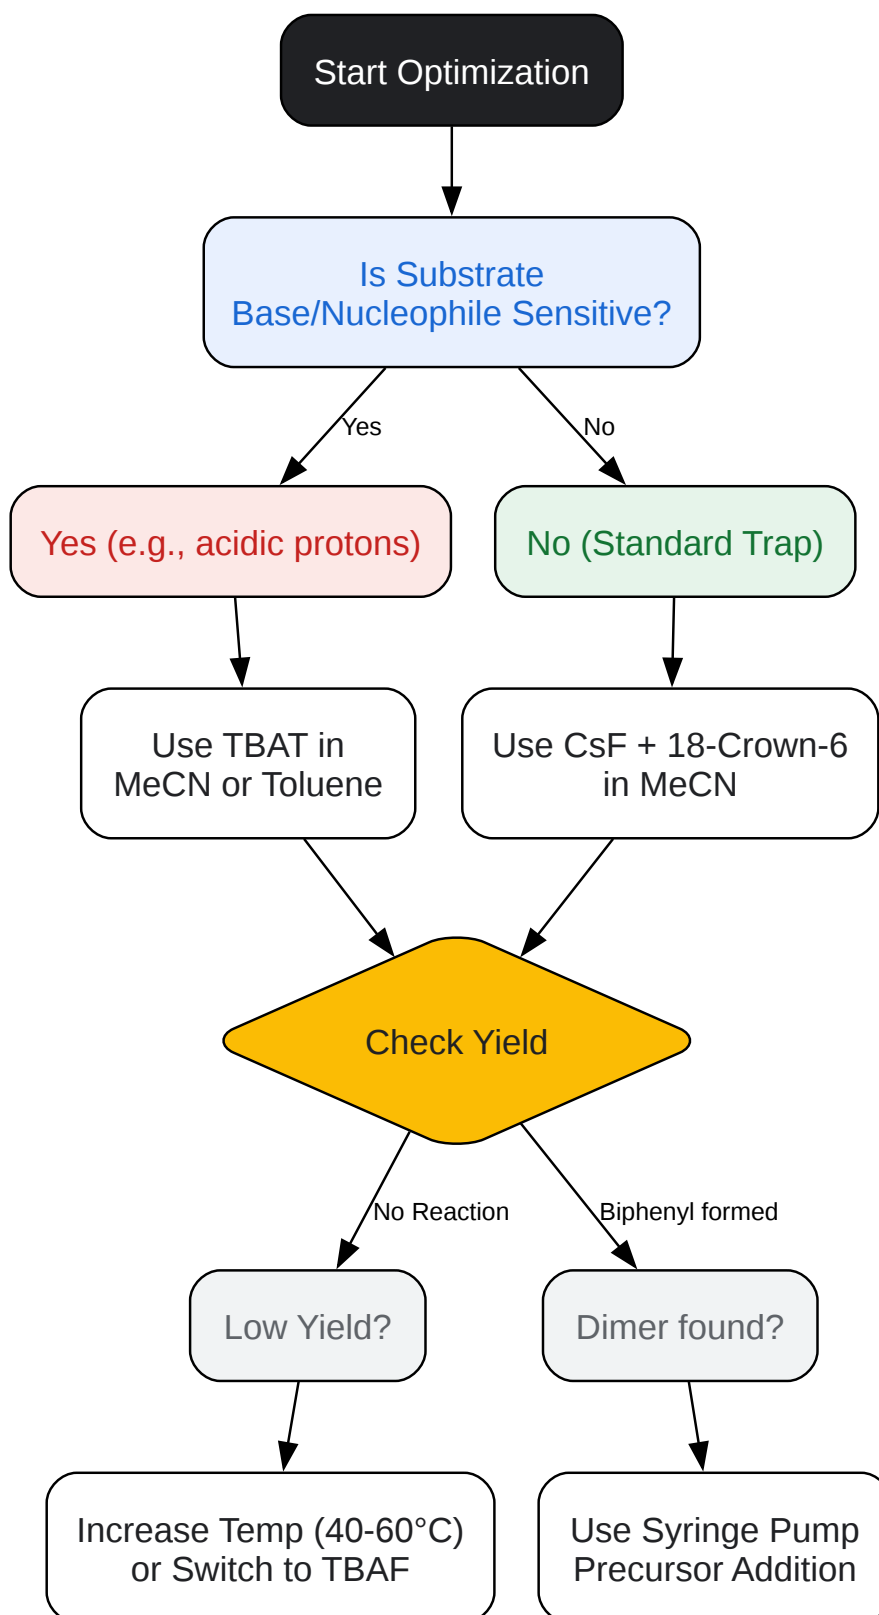 Start Optimization
Is Substrate
Base/Nucleophile Sensitive?
Yes
No
Yes (e.g., acidic protons)
No (Standard Trap)
Use TBAT in
MeCN or Toluene
Use CsF + 18-Crown-6
in MeCN
Check Yield
No Reaction
Biphenyl formed
Low Yield?
Dimer found?
Increase Temp (40-60°C)
or Switch to TBAF
Use Syringe Pump
Precursor Addition